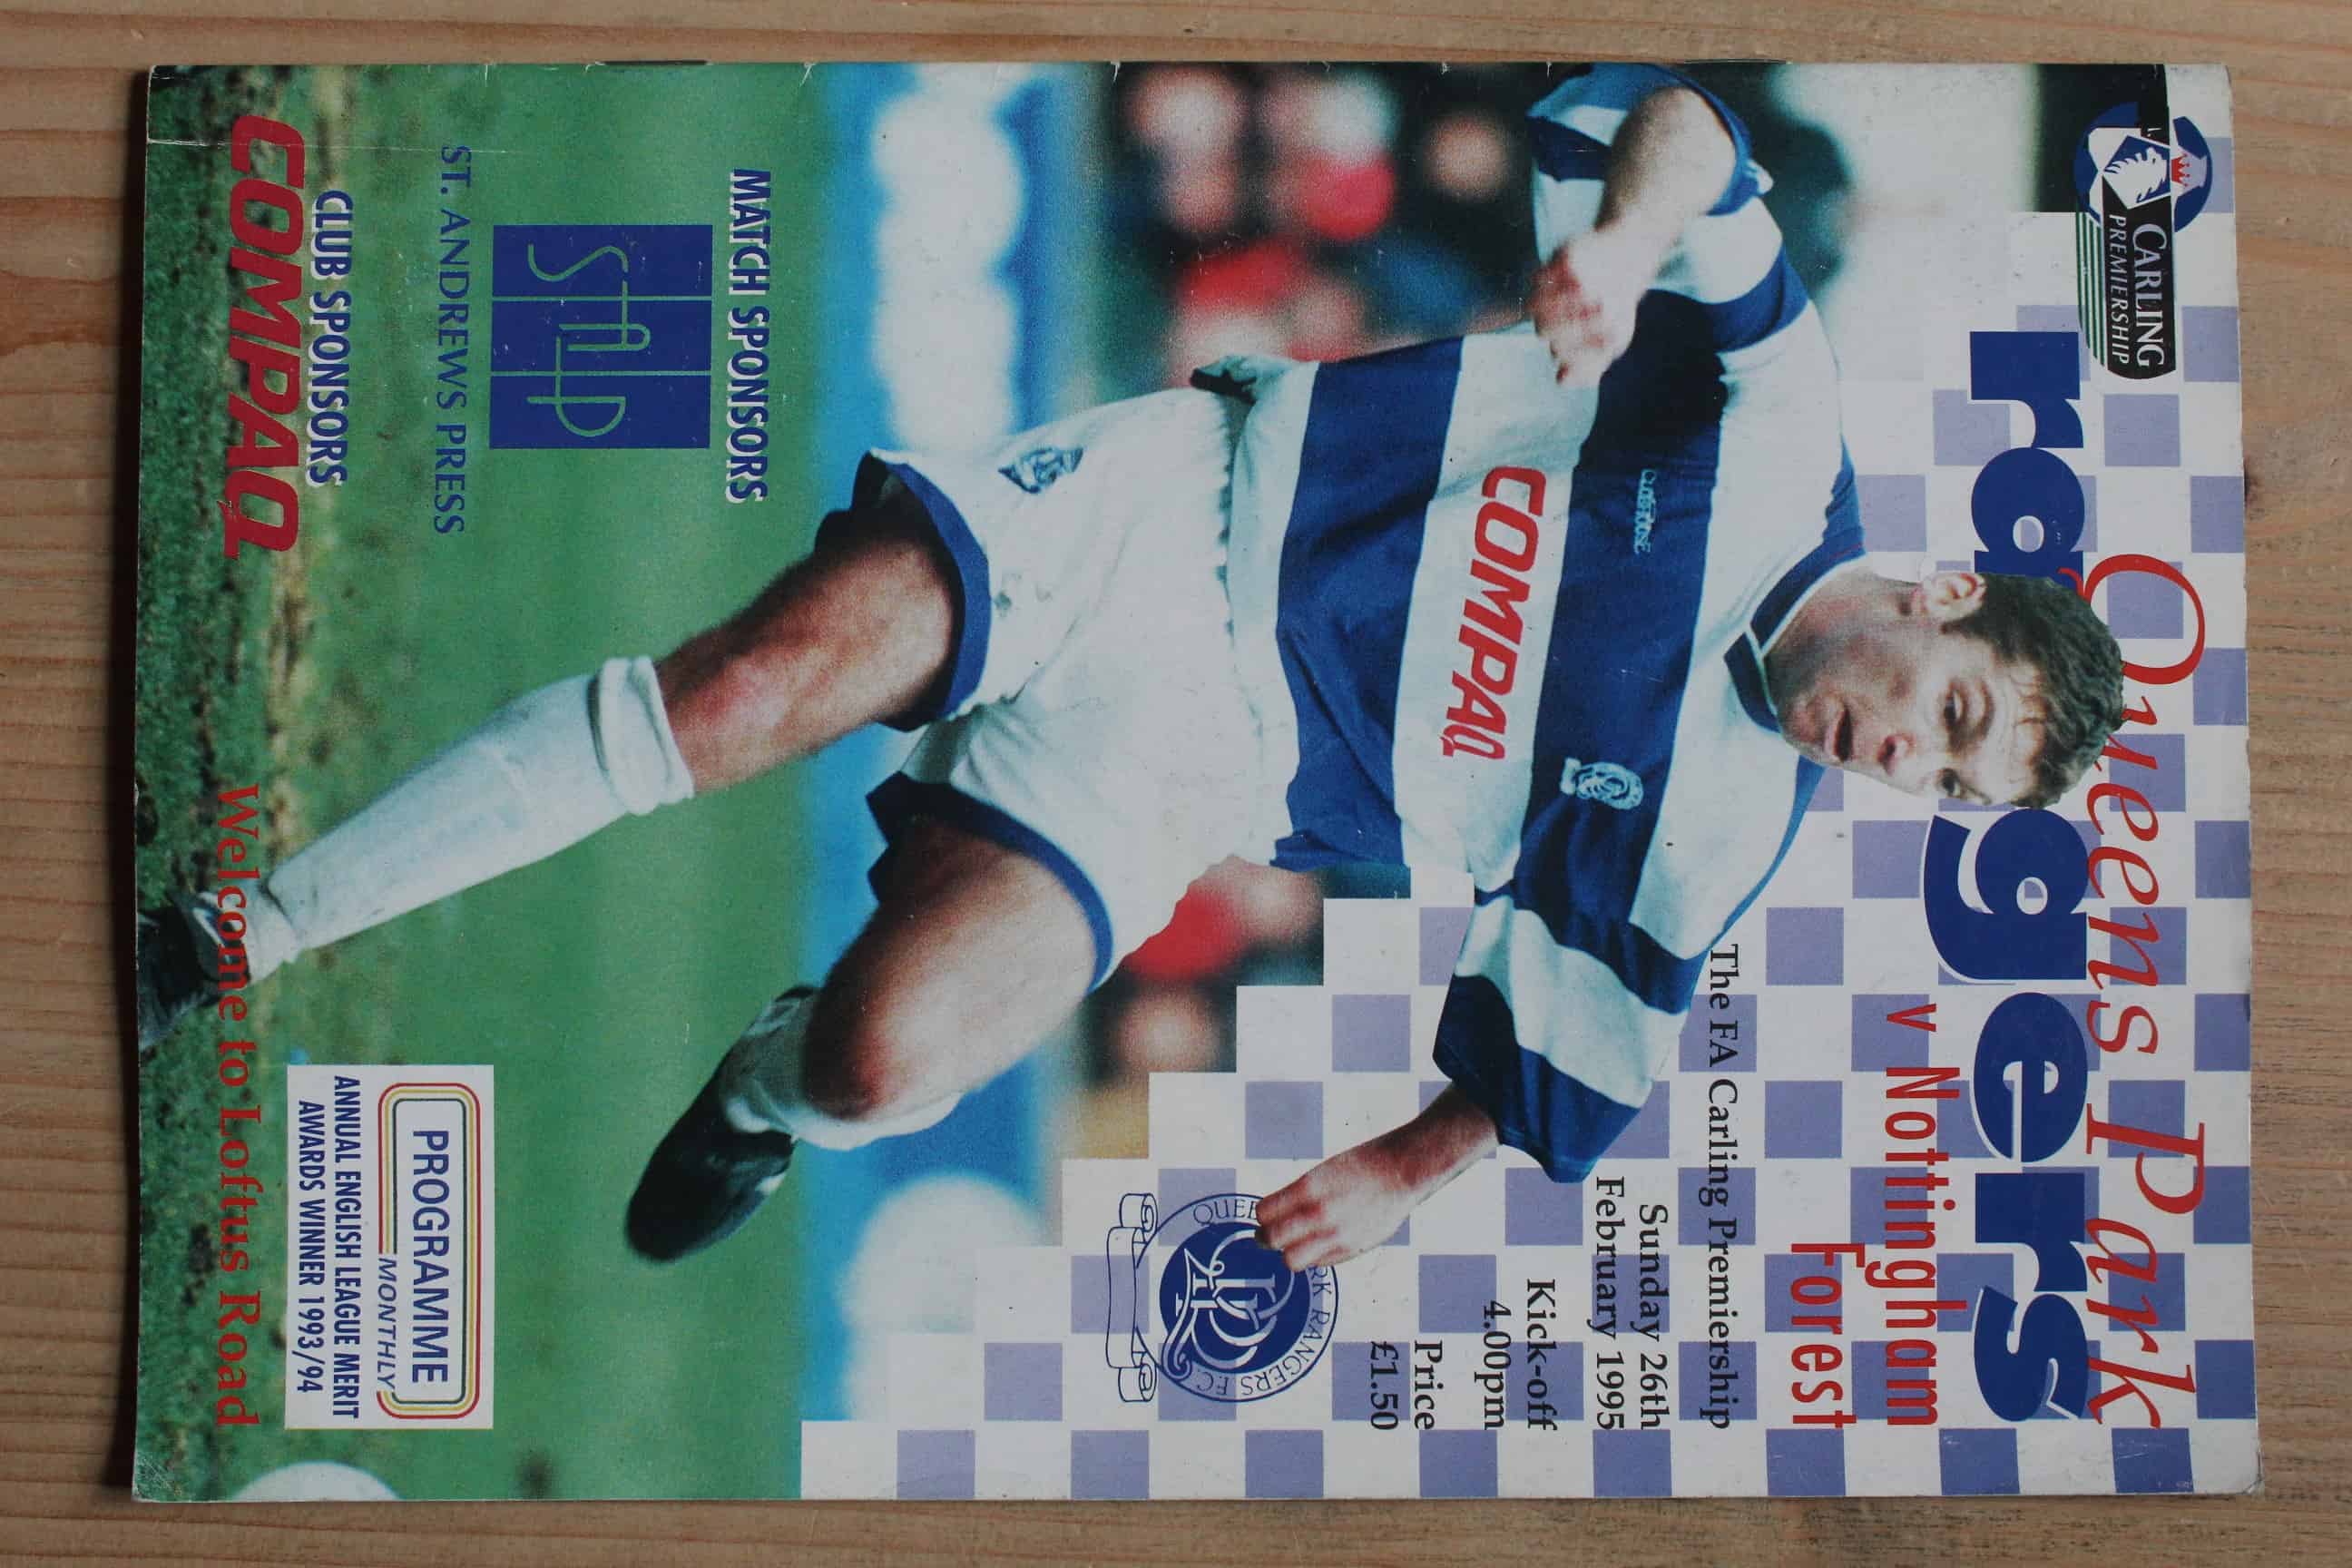 CARLING
PREMIERSHIP
Queens Park
rangers
v Nottingham
Forest
The FA Carling Premiership
Sunday 26th
February 1995
Kick-off
4.00pm
Price
£1.50
COMPAQ
RANGERS F.C.
MATCH SPONSORS
SALP
ST. ANDREWS PRESS
CLUB SPONSORS
COMPAQ
PROGRAMME
MONTHLY
ANNUAL ENGLISH LEAGUE MERIT
AWARDS WINNER 1993/94
Welcome to Loftus Road